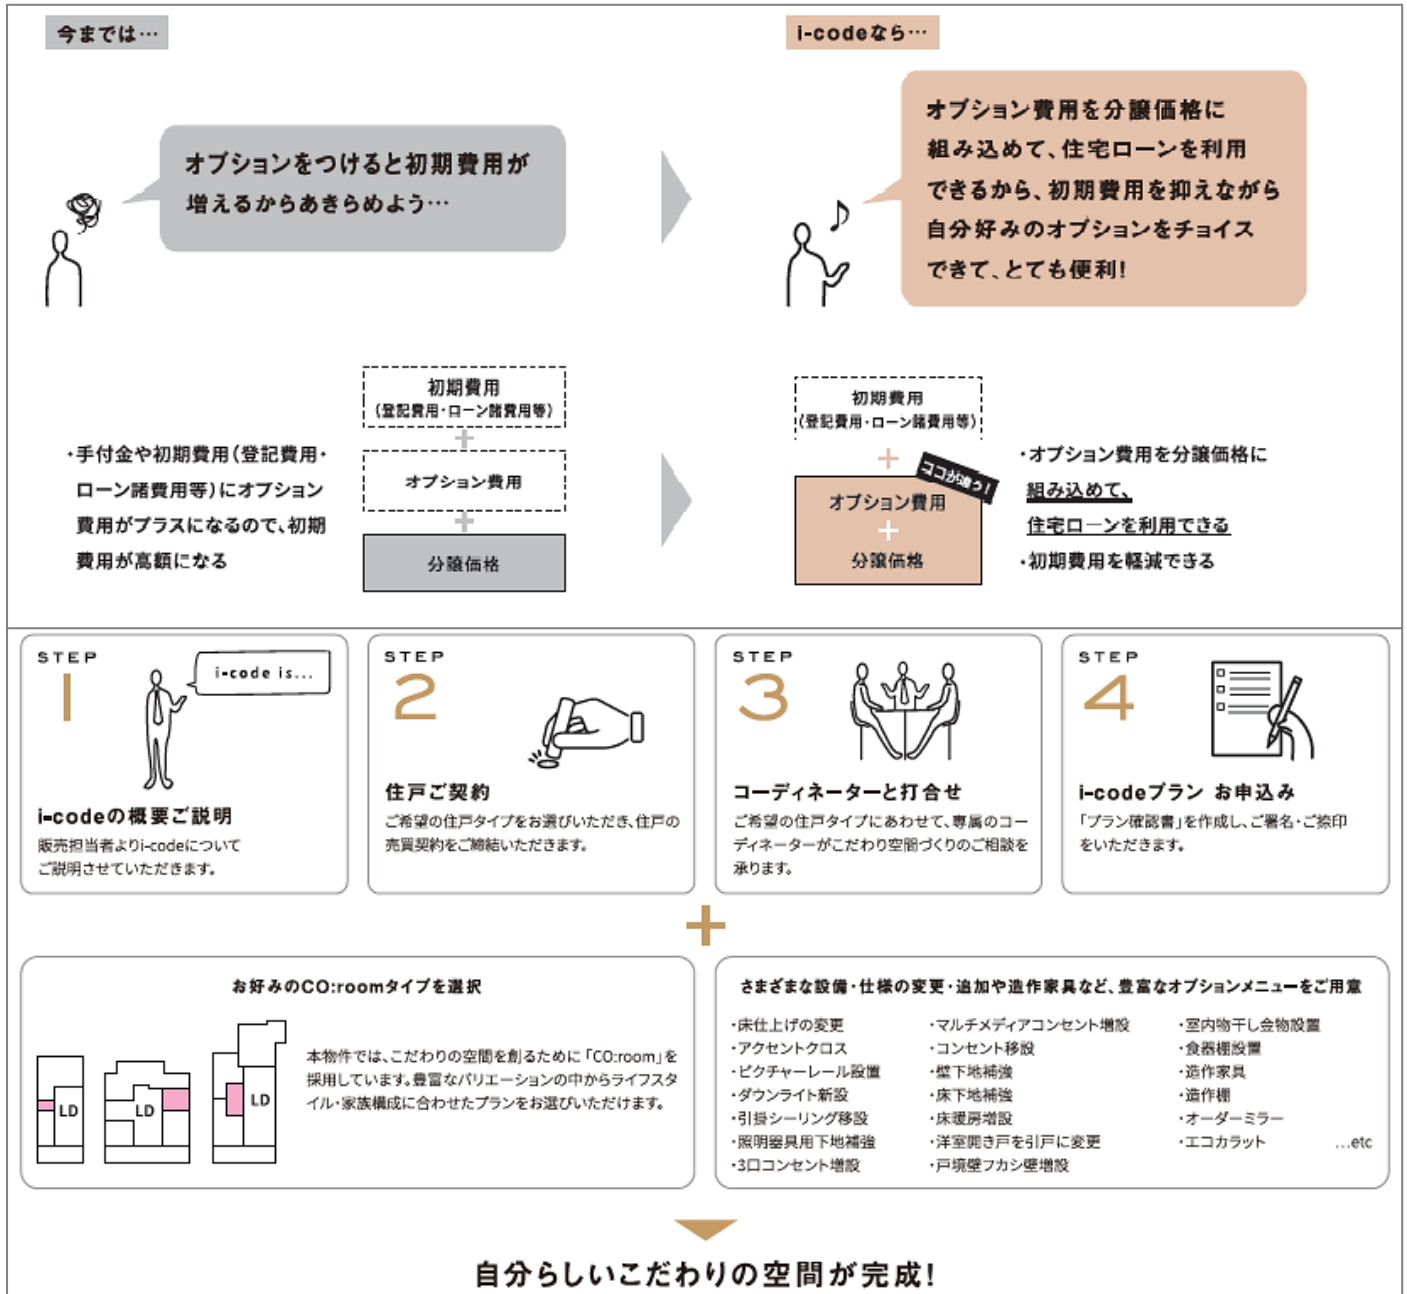 今までは…
オプションをつけると初期費用が
増えるからあきらめよう…
i-codeなら…
オプション費用を分譲価格に
組み込めて、住宅ローンを利用
できるから、初期費用を抑えながら
自分好みのオプションをチョイス
できて、とても便利!
・手付金や初期費用(登記費用・
ローン諸費用等)にオプション
費用がプラスになるので、初期
費用が高額になる
初期費用
(登記費用・ローン諸費用等)
+
オプション費用
+
分譲価格
初期費用
(登記費用・ローン諸費用等)
+
ココが違う!
オプション費用
+
分譲価格
・オプション費用を分譲価格に
組み込めて、
住宅ローンを利用できる
・初期費用を軽減できる
STEP
1
i-code is...
i-codeの概要ご説明
販売担当者よりi-codeについて
ご説明させていただきます。
STEP
2
住戸ご契約
ご希望の住戸タイプをお選びいただき、住戸の
売買契約をご締結いただきます。
STEP
3
コーディネーターと打合せ
ご希望の住戸タイプにあわせて、専属のコー
ディネーターがこだわり空間づくりのご相談を
承ります。
STEP
4
i-codeプラン お申込み
「プラン確認書」を作成し、ご署名・ご捺印
をいただきます。
+
お好みのCO:roomタイプを選択
LD
LD
LD
本物件では、こだわりの空間を創るために「CO:room」を
採用しています。豊富なバリエーションの中からライフスタ
イル・家族構成に合わせたプランをお選びいただけます。
さまざまな設備・仕様の変更・追加や造作家具など、豊富なオプションメニューをご用意
・床仕上げの変更
・アクセントクロス
・ピクチャーレール設置
・ダウンライト新設
・引掛シーリング移設
・照明器具用下地補強
・3口コンセント増設
・マルチメディアコンセント増設
・コンセント移設
・壁下地補強
・床下地補強
・床暖房増設
・洋室開き戸を引戸に変更
・戸境壁フカシ壁増設
・室内物干し金物設置
・食器棚設置
・造作家具
・造作棚
・オーダーミラー
・エコカラット …etc
自分らしいこだわりの空間が完成!